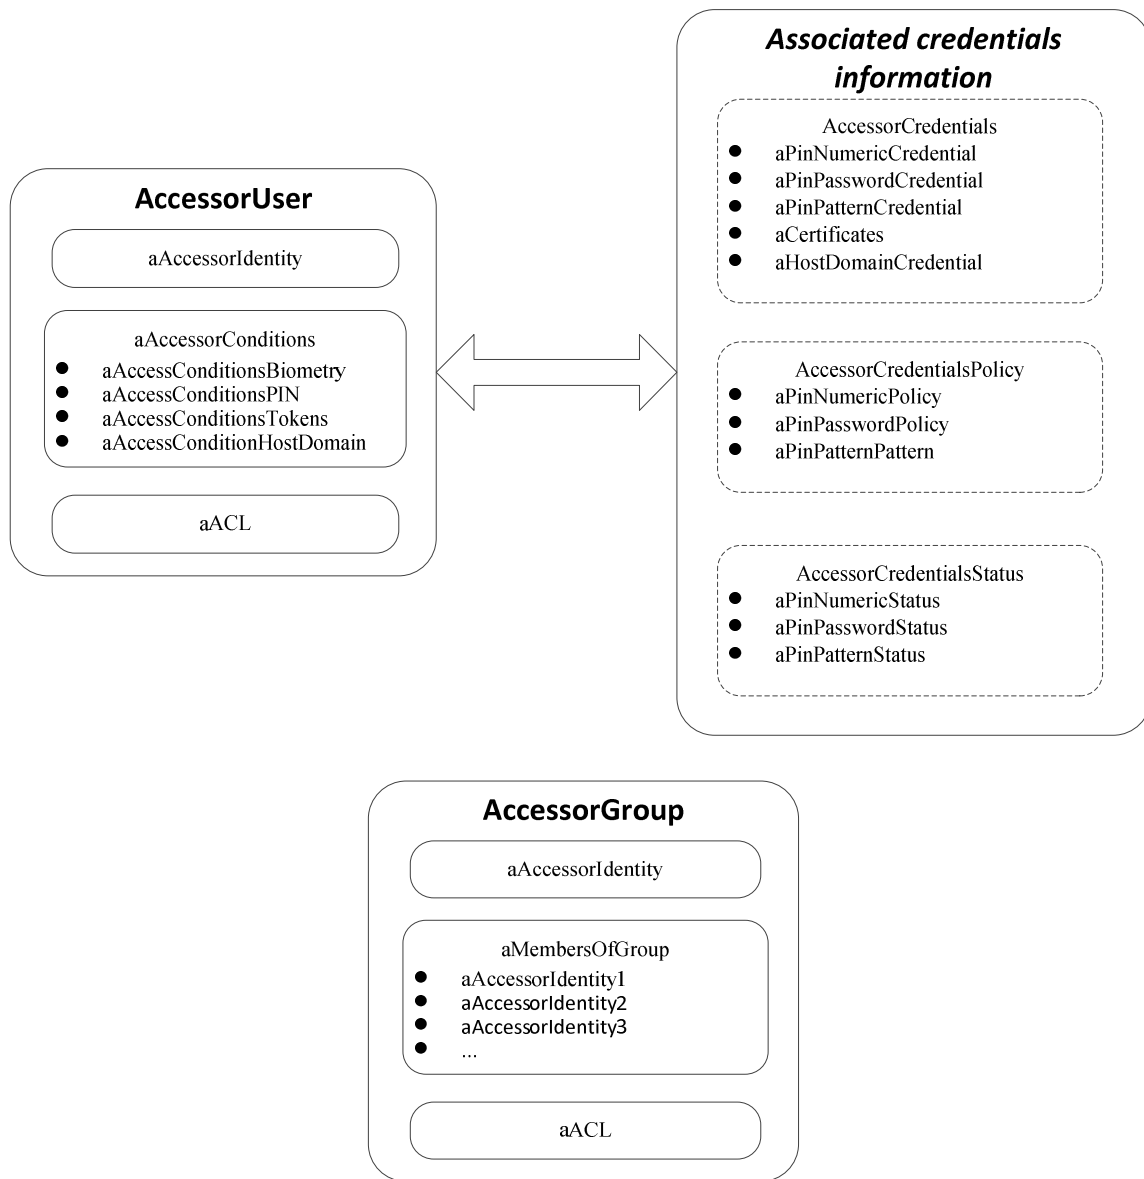 Associated credentials
information
AccessorCredentials
● aPinNumericCredential
● aPinPasswordCredential
● aPinPatternCredential
● aCertificates
● aHostDomainCredential
AccessorCredentialsPolicy
● aPinNumericPolicy
● aPinPasswordPolicy
● aPinPatternPattern
AccessorCredentialsStatus
● aPinNumericStatus
● aPinPasswordStatus
● aPinPatternStatus
AccessorUser
aAccessorIdentity
aAccessorConditions
● aAccessConditionsBiometry
● aAccessConditionsPIN
● aAccessConditionsTokens
● aAccessConditionHostDomain
aACL
AccessorGroup
aAccessorIdentity
aMembersOfGroup
● aAccessorIdentity1
● aAccessorIdentity2
● aAccessorIdentity3
● ...
aACL